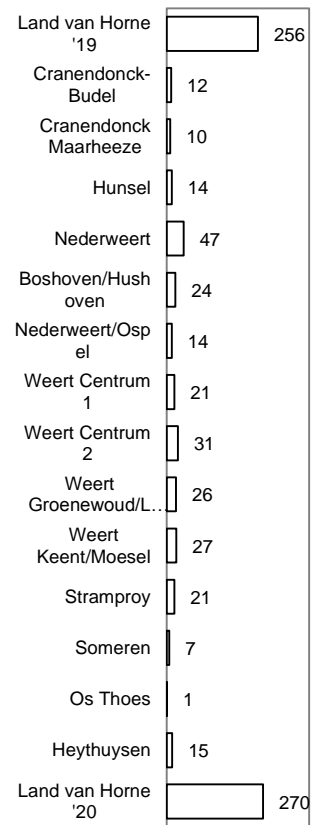 Land van Horne
'19
256
Cranendonck-
Budel
12
Cranendonck
Maarheeze
10
Hunsel
14
Nederweert
47
Boshoven/Hush
oven
24
Nederweert/Osp
el
14
Weert Centrum
1
21
Weert Centrum
2
31
Weert
Groenewoud/L…
26
Weert
Keent/Moesel
27
Stramproy
21
Someren
7
Os Thoes
1
Heythuysen
15
Land van Horne
'20
270